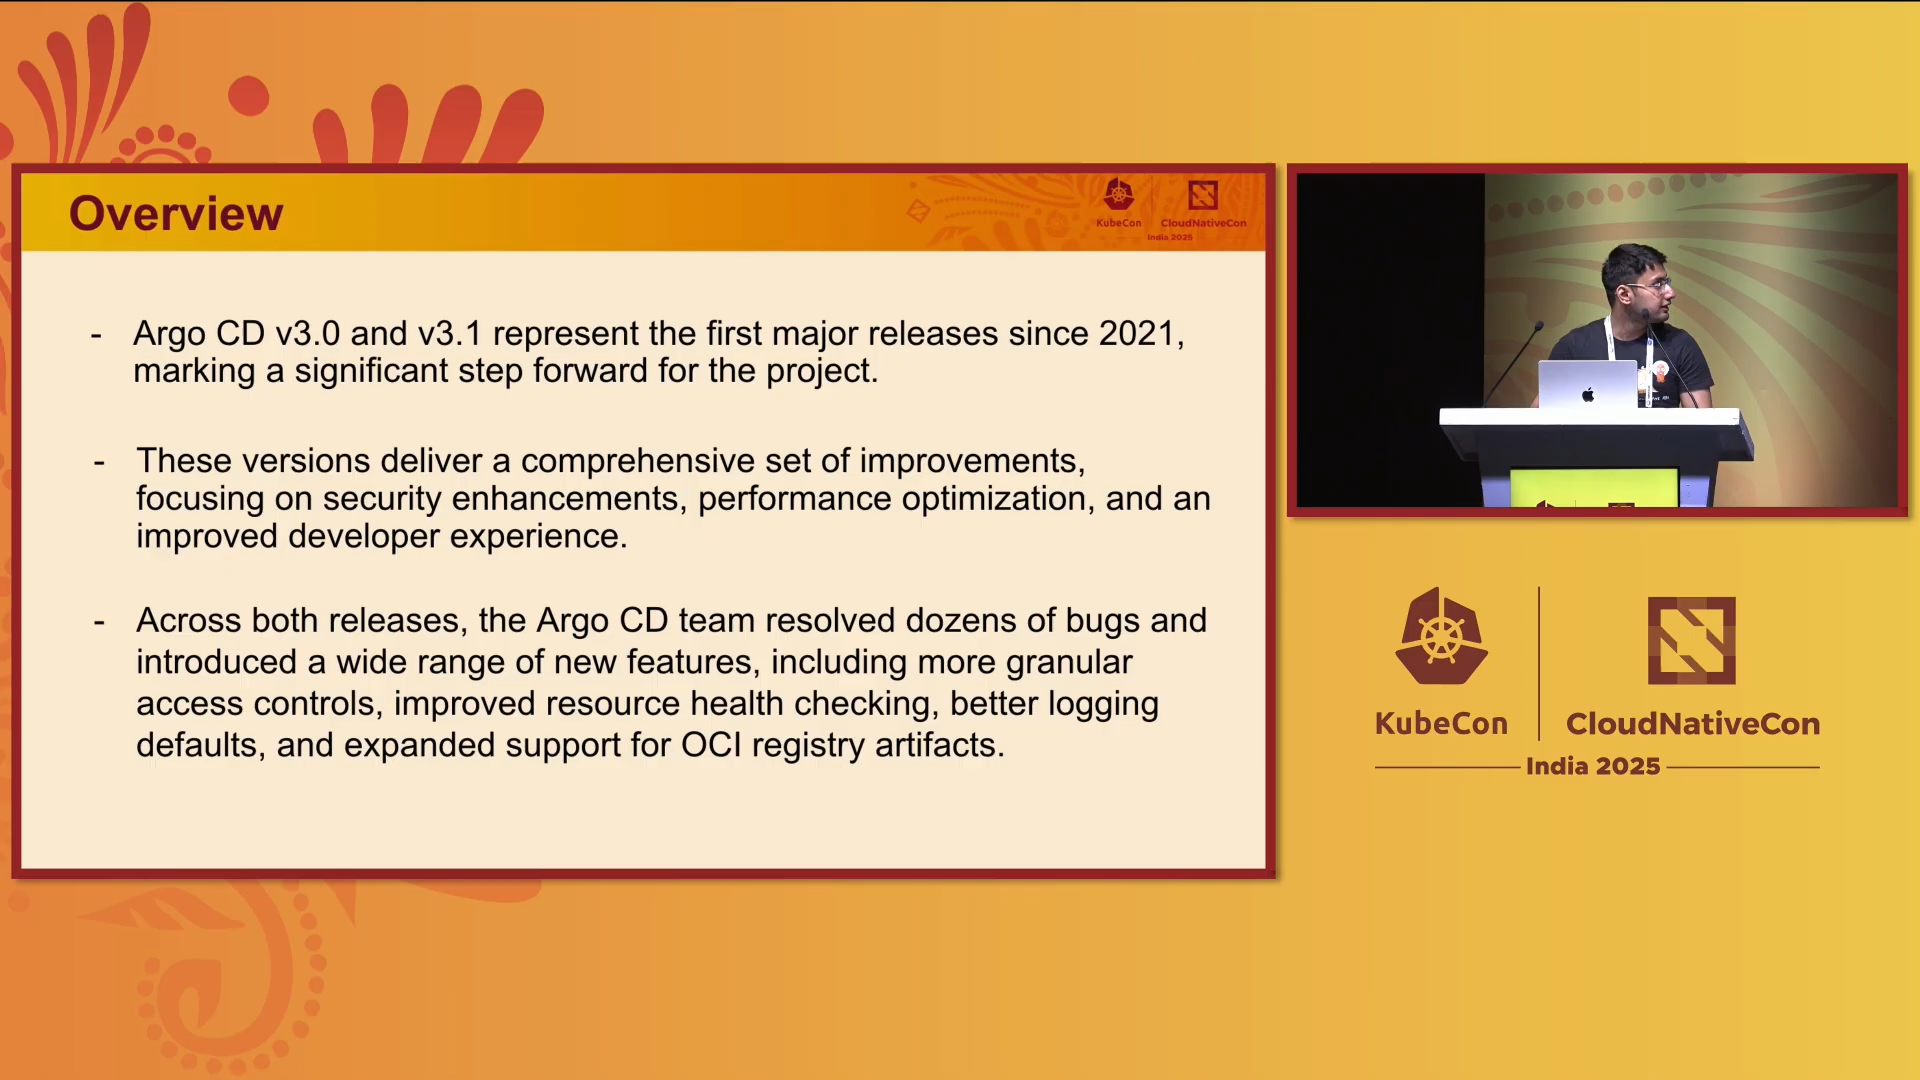 Overview
KubeCon
CloudNativeCon
India 2025
- Argo CD v3.0 and v3.1 represent the first major releases since 2021,
marking a significant step forward for the project.
- These versions deliver a comprehensive set of improvements,
focusing on security enhancements, performance optimization, and an
improved developer experience.
- Across both releases, the Argo CD team resolved dozens of bugs and
introduced a wide range of new features, including more granular
access controls, improved resource health checking, better logging
defaults, and expanded support for OCI registry artifacts.
KubeCon
CloudNativeCon
India 2025